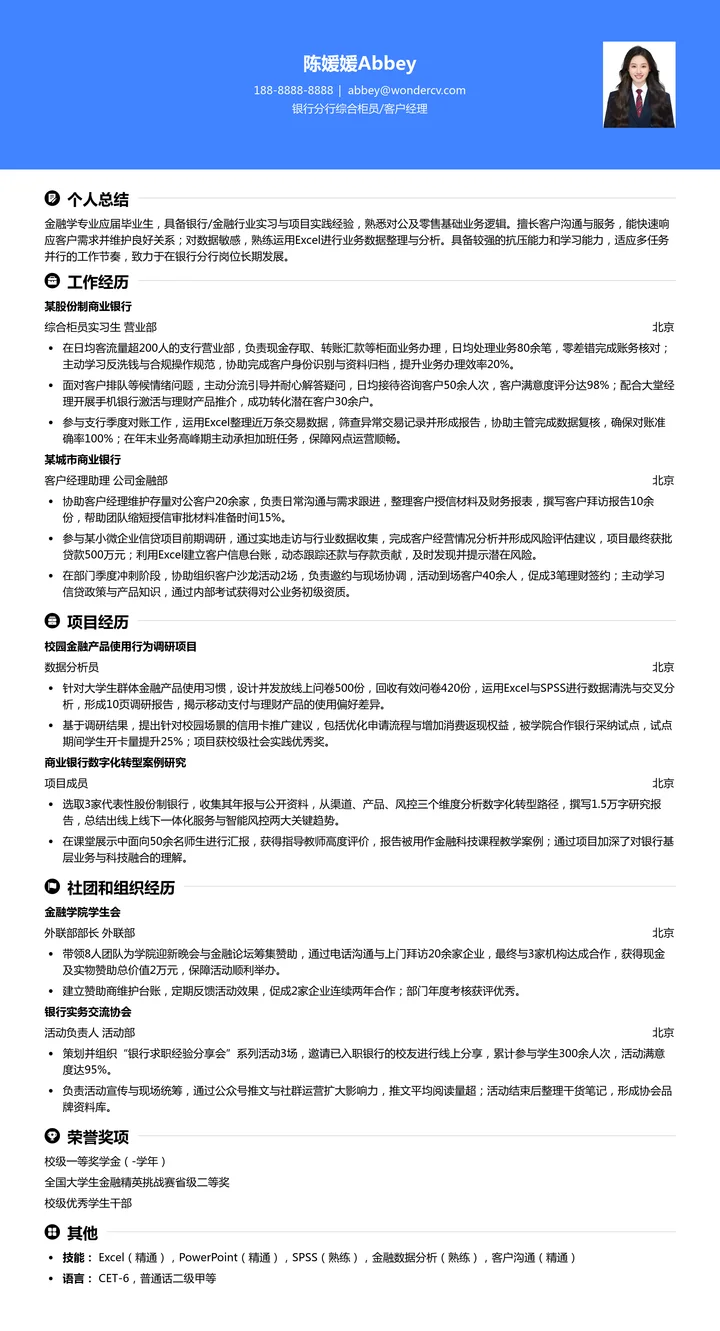 陈媛媛Abbey
188-8888-8888 | abbey@wondercv.com
银行分行综合柜员/客户经理
个人总结
金融学专业应届毕业生，具备银行/金融行业实习与项目实践经验，熟悉对公及零售基础业务逻辑。擅长客户沟通与服务，能快速响
应客户需求并维护良好关系；对数据敏感，熟练运用Excel进行业务数据整理与分析。具备较强的抗压能力和学习能力，适应多任务
并行的工作节奏，致力于在银行分行岗位长期发展。
工作经历
某股份制商业银行
综合柜员实习生 营业部 北京
• 在日均客流量超200人的支行营业部，负责现金存取、转账汇款等柜面业务办理，日均处理业务80余笔，零差错完成账务核对；
主动学习反洗钱与合规操作规范，协助完成客户身份识别与资料归档，提升业务办理效率20%。
• 面对客户排队等候情绪问题，主动分流引导并耐心解答疑问，日均接待咨询客户50余人次，客户满意度评分达98%；配合大堂经
理开展手机银行激活与理财产品推介，成功转化潜在客户30余户。
• 参与支行季度对账工作，运用Excel整理近万条交易数据，筛查异常交易记录并形成报告，协助主管完成数据复核，确保对账准
确率100%；在年末业务高峰期主动承担加班任务，保障网点运营顺畅。
某城市商业银行
客户经理助理 公司金融部 北京
• 协助客户经理维护存量对公客户20余家，负责日常沟通与需求跟进，整理客户授信材料及财务报表，撰写客户拜访报告10余
份，帮助团队缩短授信审批材料准备时间15%。
• 参与某小微企业信贷项目前期调研，通过实地走访与行业数据收集，完成客户经营情况分析并形成风险评估建议，项目最终获批
贷款500万元；利用Excel建立客户信息台账，动态跟踪还款与存款贡献，及时发现并提示潜在风险。
• 在部门季度冲刺阶段，协助组织客户沙龙活动2场，负责邀约与现场协调，活动到场客户40余人，促成3笔理财签约；主动学习
信贷政策与产品知识，通过内部考试获得对公业务初级资质。
项目经历
校园金融产品使用行为调研项目
数据分析员 北京
• 针对大学生群体金融产品使用习惯，设计并发放线上问卷500份，回收有效问卷420份，运用Excel与SPSS进行数据清洗与交叉分
析，形成10页调研报告，揭示移动支付与理财产品的使用偏好差异。
• 基于调研结果，提出针对校园场景的信用卡推广建议，包括优化申请流程与增加消费返现权益，被学院合作银行采纳试点，试点
期间学生开卡量提升25%；项目获校级社会实践优秀奖。
商业银行数字化转型案例研究
项目成员 北京
• 选取3家代表性股份制银行，收集其年报与公开资料，从渠道、产品、风控三个维度分析数字化转型路径，撰写1.5万字研究报
告，总结出线上线下一体化服务与智能风控两大关键趋势。
• 在课堂展示中面向50余名师生进行汇报，获得指导教师高度评价，报告被用作金融科技课程教学案例；通过项目加深了对银行基
层业务与科技融合的理解。
社团和组织经历
金融学院学生会
外联部部长 外联部 北京
• 带领8人团队为学院迎新晚会与金融论坛筹集赞助，通过电话沟通与上门拜访20余家企业，最终与3家机构达成合作，获得现金
及实物赞助总价值2万元，保障活动顺利举办。
• 建立赞助商维护台账，定期反馈活动效果，促成2家企业连续两年合作；部门年度考核获评优秀。
银行实务交流协会
活动负责人 活动部 北京
• 策划并组织“银行求职经验分享会”系列活动3场，邀请已入职银行的校友进行线上分享，累计参与学生300余人次，活动满意
度达95%。
• 负责活动宣传与现场统筹，通过公众号推文与社群运营扩大影响力，推文平均阅读量超；活动结束后整理干货笔记，形成协会品
牌资料库。
荣誉奖项
校级一等奖学金（-学年）
全国大学生金融精英挑战赛省级二等奖
校级优秀学生干部
其他
• 技能： Excel（精通），PowerPoint（精通），SPSS（熟练），金融数据分析（熟练），客户沟通（精通）
• 语言： CET-6，普通话二级甲等